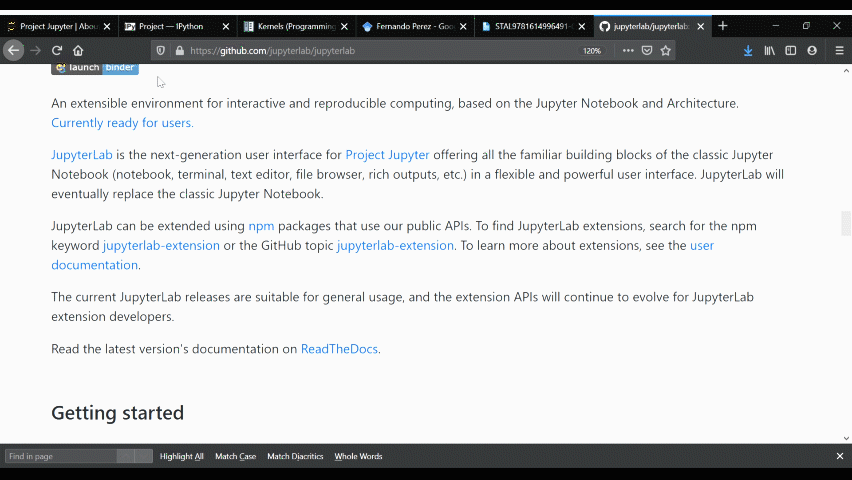 Project Jupyter | Abou
Project — IPython
Kernels (Programming
Fernando Perez - Goo
STAL9781614996491-
jupyterlab/jupyterlab:
https://github.com/jupyterlab/jupyterlab
120%
launch binder
An extensible environment for interactive and reproducible computing, based on the Jupyter Notebook and Architecture.
Currently ready for users.
JupyterLab is the next-generation user interface for Project Jupyter offering all the familiar building blocks of the classic Jupyter
Notebook (notebook, terminal, text editor, file browser, rich outputs, etc.) in a flexible and powerful user interface. JupyterLab will
eventually replace the classic Jupyter Notebook.
JupyterLab can be extended using npm packages that use our public APIs. To find JupyterLab extensions, search for the npm
keyword jupyterlab-extension or the GitHub topic jupyterlab-extension. To learn more about extensions, see the user
documentation.
The current JupyterLab releases are suitable for general usage, and the extension APIs will continue to evolve for JupyterLab
extension developers.
Read the latest version's documentation on ReadTheDocs.
Getting started
Find in page
Highlight All
Match Case
Match Diacritics
Whole Words